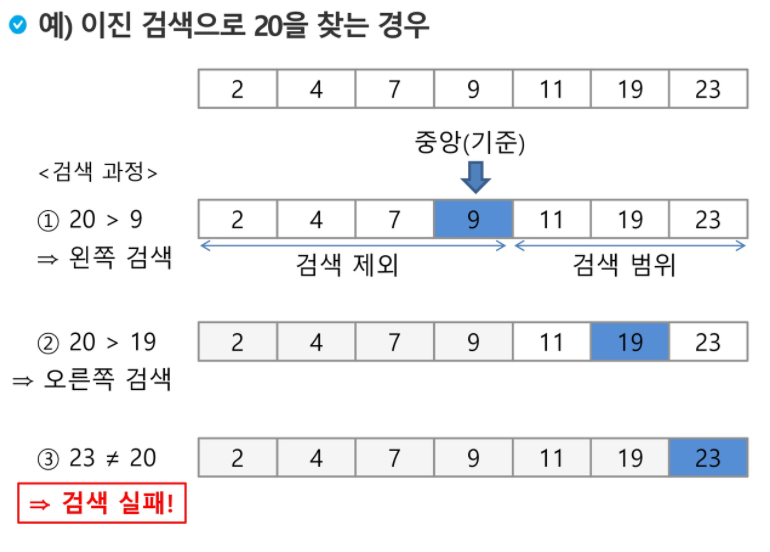 예) 이진 검색으로 20을 찾는 경우
2 4 7 9 11 19 23
중앙(기준)
<검색 과정>
① 20 > 9
2 4 7 9 11 19 23
⇒ 왼쪽 검색
검색 제외 검색 범위
② 20 > 19
2 4 7 9 11 19 23
⇒ 오른쪽 검색
③ 23 ≠ 20
2 4 7 9 11 19 23
⇒ 검색 실패!